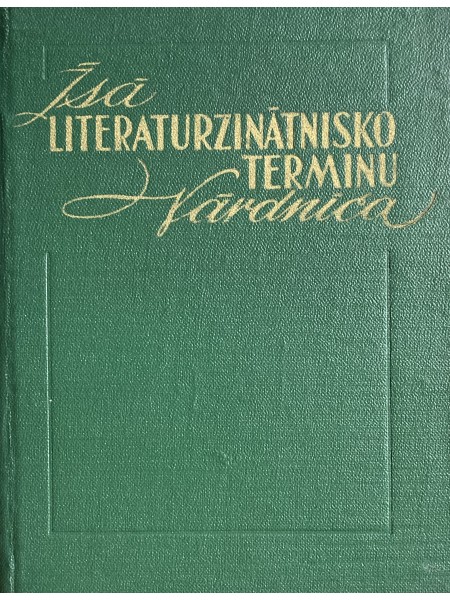 Īsā
LITERATURZINĀTNISKO
TERMINU
Vārdnīca